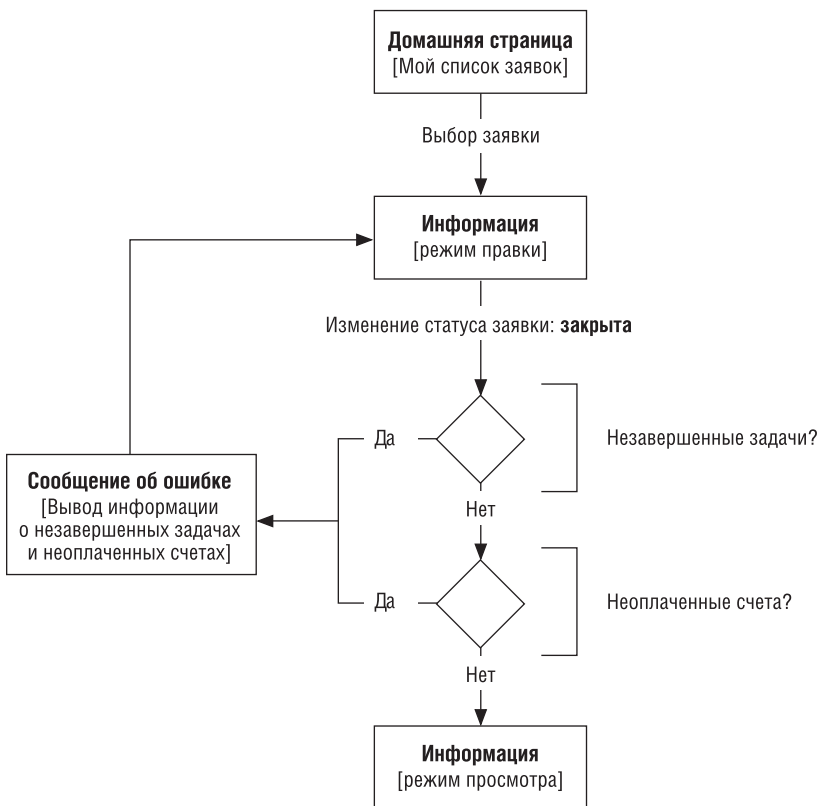 Домашняя страница
[Мой список заявок]
Выбор заявки
Информация
[режим правки]
Изменение статуса заявки: закрыта
Да
Незавершенные задачи?
Сообщение об ошибке
[Вывод информации
о незавершенных задачах
и неоплаченных счетах]
Нет
Да
Неоплаченные счета?
Нет
Информация
[режим просмотра]